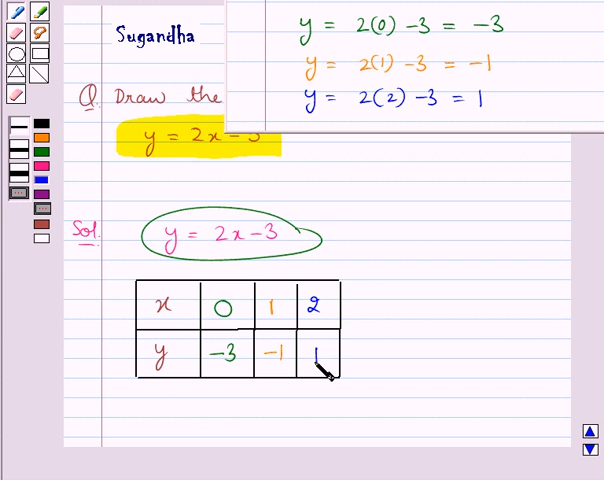 Sugandha
y = 2(0) -3 = -3
y = 2(1) -3 = -1
y = 2(2) -3 = 1
Q. Draw the
y = 2x - 3
Sol.
y = 2x - 3
x 0 1 2
y -3 -1 1